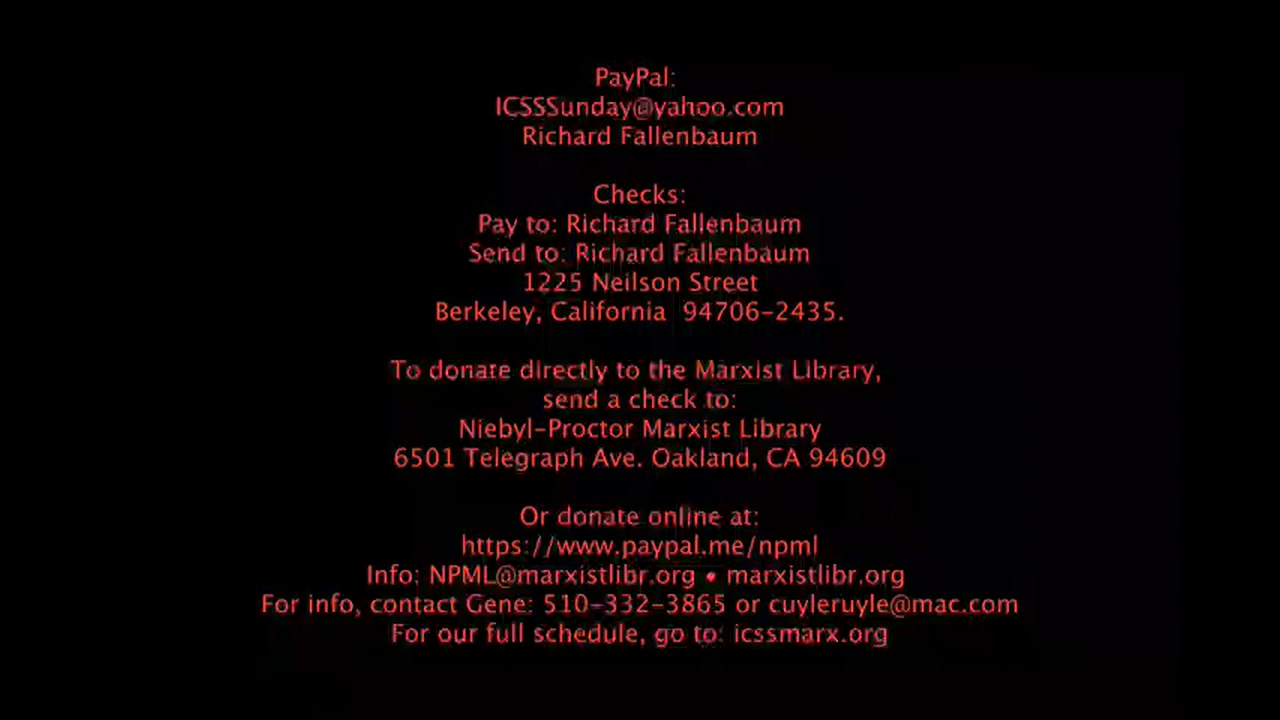 PayPal:
ICSSSunday@yahoo.com
Richard Fallenbaum
Checks:
Pay to: Richard Fallenbaum
Send to: Richard Fallenbaum
1225 Neilson Street
Berkeley, California  94706-2435.
To donate directly to the Marxist Library,
send a check to:
Niebyl-Proctor Marxist Library
6501 Telegraph Ave. Oakland, CA 94609
Or donate online at:
https://www.paypal.me/npml
Info: NPML@marxistlibr.org • marxistlibr.org
For info, contact Gene: 510-332-3865 or cuyleruyle@mac.com
For our full schedule, go to: icssmarx.org